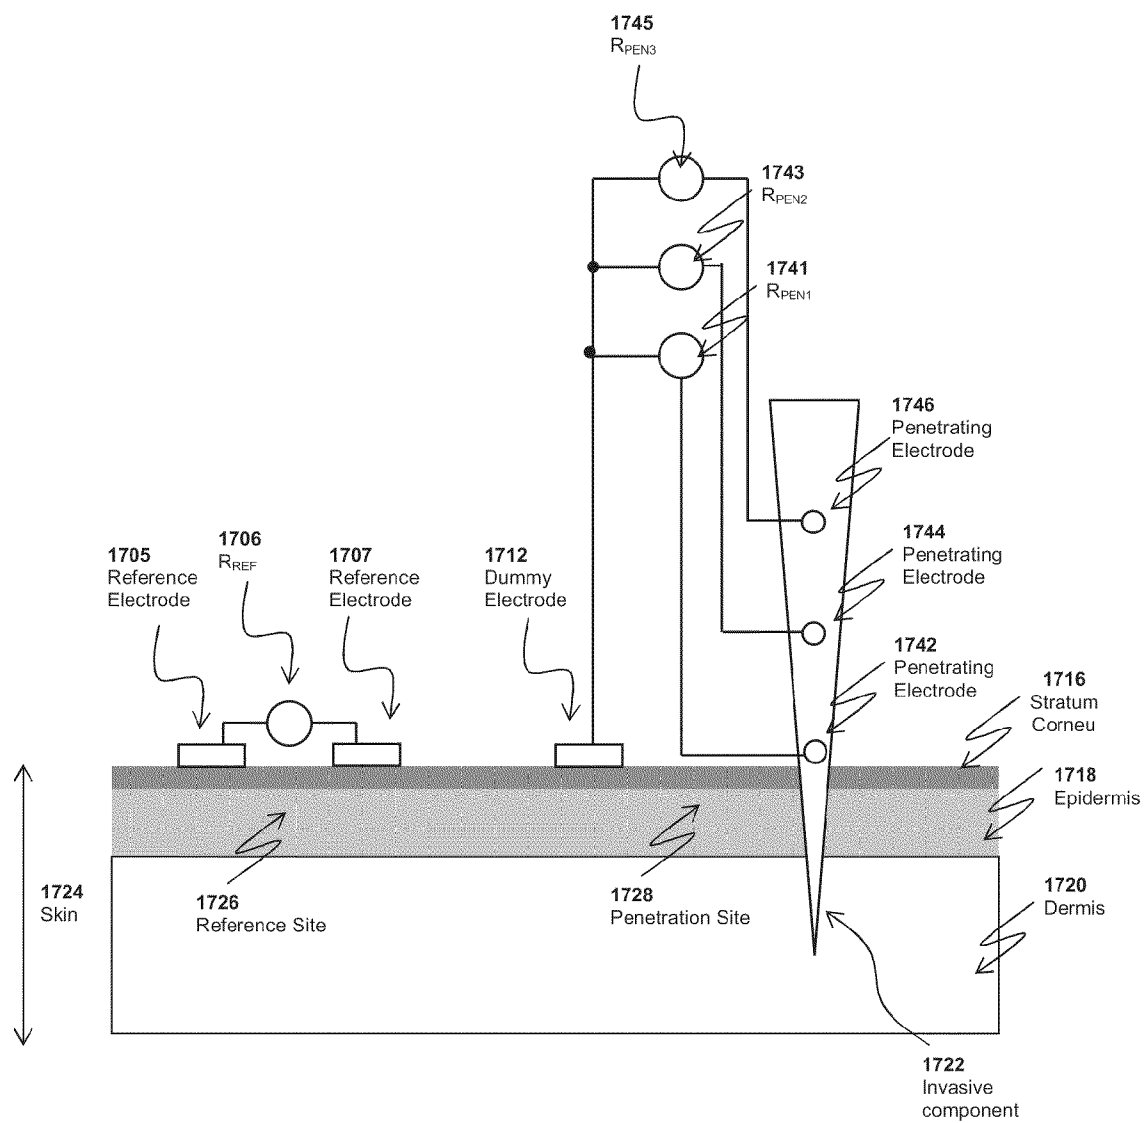 1745
RPEN3
1743
RPEN2
1741
RPEN1
1746
Penetrating
Electrode
1744
Penetrating
Electrode
1742
Penetrating
Electrode
1705
Reference
Electrode
1706
RREF
1707
Reference
Electrode
1712
Dummy
Electrode
1716
Stratum
Corneu
1718
Epidermis
1720
Dermis
1724
Skin
1726
Reference Site
1728
Penetration Site
1722
Invasive
component